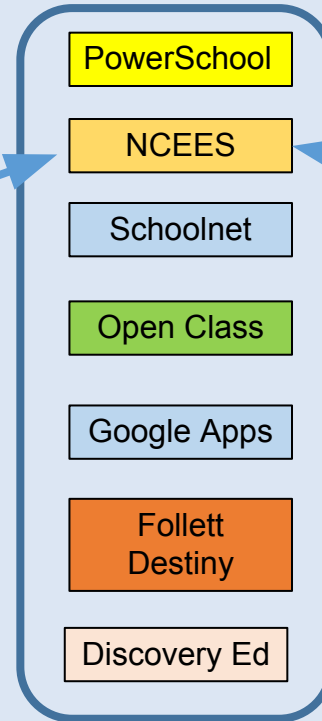 PowerSchool
NCEES
Schoolnet
Open Class
Google Apps
Follett
Destiny
Discovery Ed